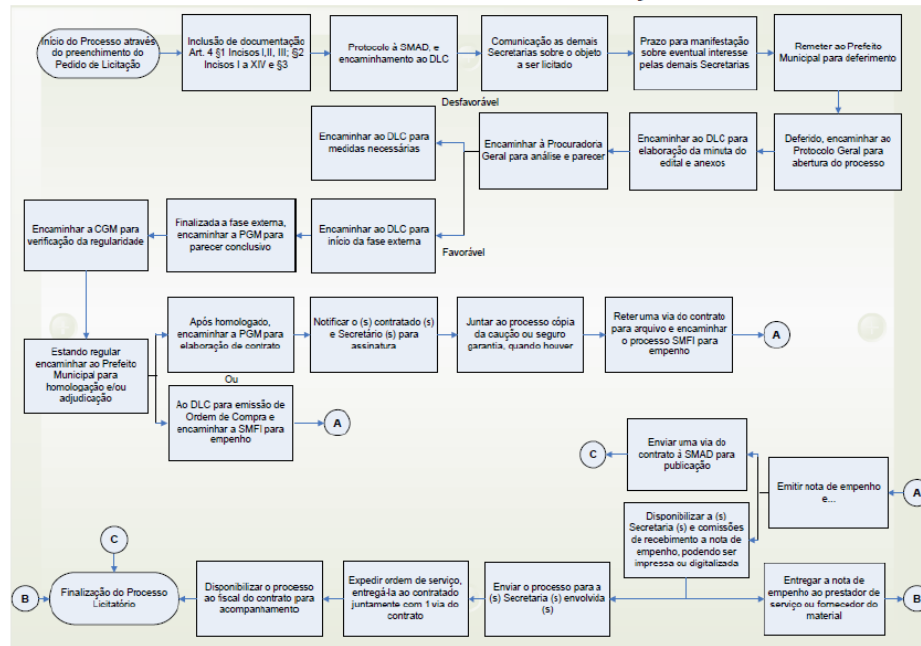 Início do Processo através
do preenchimento do
Pedido de Licitação
Inclusão de documentação
Art. 4 §1 Incisos I,II, III; §2
Incisos I a XIV e §3
Protocolo à SMAD, e
encaminhamento ao DLC
Comunicação as demais
Secretarias sobre o objeto
a ser licitado
Prazo para manifestação
sobre eventual interesse
pelas demais Secretarias
Remeter ao Prefeito
Municipal para deferimento
Deferido, encaminhar ao
Protocolo Geral para
abertura do processo
Encaminhar ao DLC para
elaboração da minuta do
edital e anexos
Encaminhar à Procuradoria
Geral para análise e parecer
Desfavorável
Encaminhar ao DLC para
medidas necessárias
Favorável
Encaminhar ao DLC para
início da fase externa
Finalizada a fase externa,
encaminhar a PGM para
parecer conclusivo
Encaminhar a CGM para
verificação da regularidade
Estando regular
encaminhar ao Prefeito
Municipal para
homologação e/ou
adjudicação
Após homologado,
encaminhar a PGM para
elaboração de contrato
Notificar o (s) contratado (s)
e Secretário (s) para
assinatura
Juntar ao processo cópia
da caução ou seguro
garantia, quando houver
Reter uma via do contrato
para arquivo e encaminhar
o processo SMFI para
empenho
A
Ou
Ao DLC para emissão de
Ordem de Compra e
encaminhar a SMFI para
empenho
A
A
Emitir nota de empenho
e...
Enviar uma via do
contrato à SMAD para
publicação
C
Disponibilizar a (s)
Secretaria (s) e comissões
de recebimento a nota de
empenho, podendo ser
impressa ou digitalizada
Entregar a nota de
empenho ao prestador de
serviço ou fornecedor do
material
B
Enviar o processo para a
(s) Secretaria (s) envolvida
(s)
Expedir ordem de serviço,
entregá-la ao contratado
juntamente com 1 via do
contrato
Disponibilizar o processo
ao fiscal do contrato para
acompanhamento
C
B
Finalização do Processo
Licitatório